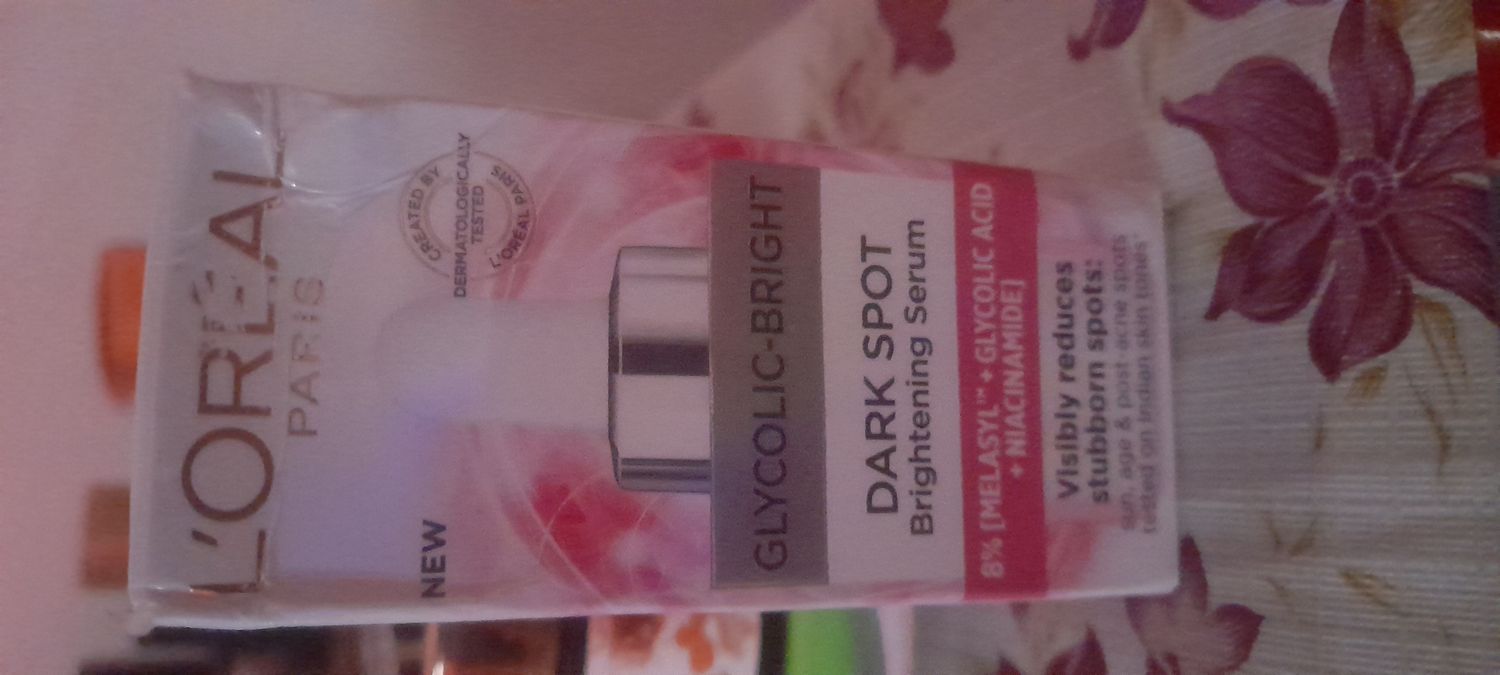 L'ORÉAL
PARIS
CREATED BY
DERMATOLOGICALLY
TESTED
L'ORÉAL PARIS
NEW
GLYCOLIC-BRIGHT
DARK SPOT
Brightening Serum
8% [MELASYL™ + GLYCOLIC ACID
+ NIACINAMIDE]
Visibly reduces
stubborn spots:
sun, age & post-acne spots
tested on Indian skin tones